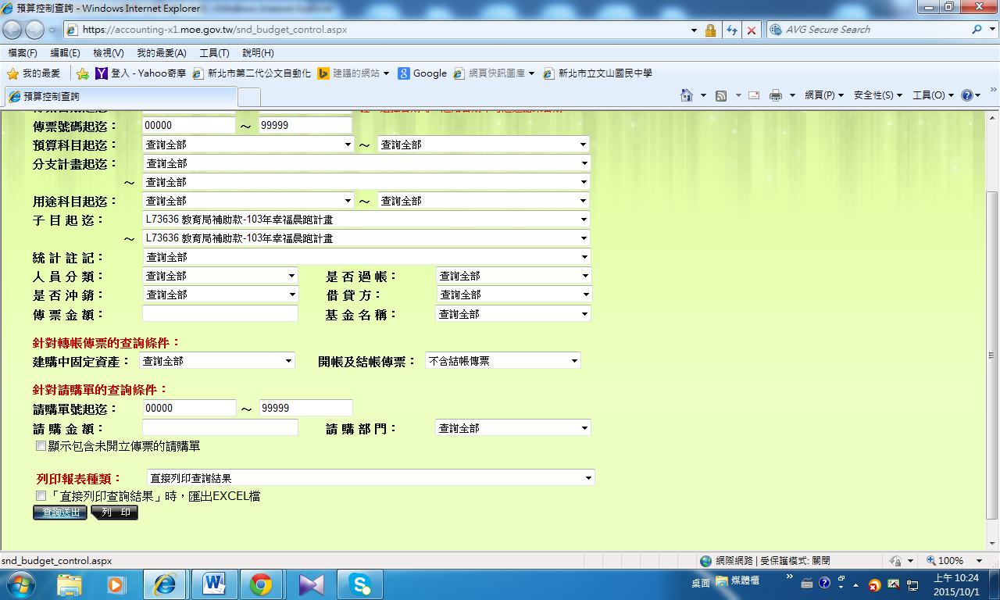 預算控制查詢 - Windows Internet Explorer
https://accounting-x1.moe.gov.tw/snd_budget_control.aspx
AVG Secure Search
檔案(F) 編輯(E) 檢視(V) 我的最愛(A) 工具(T) 說明(H)
我的最愛 登入 - Yahoo奇摩 新北市第二代公文自動化 建議的網站 Google 網頁快訊圖庫 新北市立文山國民中學
預算控制查詢 網頁(P) 安全性(S) 工具(O)
傳票號碼起迄： 00000 ～ 99999
預算科目起迄： 查詢全部 ～ 查詢全部
分支計畫起迄： 查詢全部
～ 查詢全部
用途科目起迄： 查詢全部 ～ 查詢全部
子目起迄： L73636 教育局補助款-103年幸福晨跑計畫
～ L73636 教育局補助款-103年幸福晨跑計畫
統計註記： 查詢全部
人員分類： 查詢全部 是否過帳： 查詢全部
是否沖銷： 查詢全部 借貸方： 查詢全部
傳票金額： 基金名稱： 查詢全部
針對轉帳傳票的查詢條件：
建購中固定資產： 查詢全部 開帳及結帳傳票： 不含結帳傳票
針對請購單的查詢條件：
請購單號起迄： 00000 ～ 99999
請購金額： 請購部門： 查詢全部
顯示包含未開立傳票的請購單
列印報表種類： 直接列印查詢結果
「直接列印查詢結果」時，匯出EXCEL檔
查詢送出 列 印
snd_budget_control.aspx 網際網路 | 受保護模式: 關閉 100%
桌面 媒體櫃 上午 10:24
2015/10/1